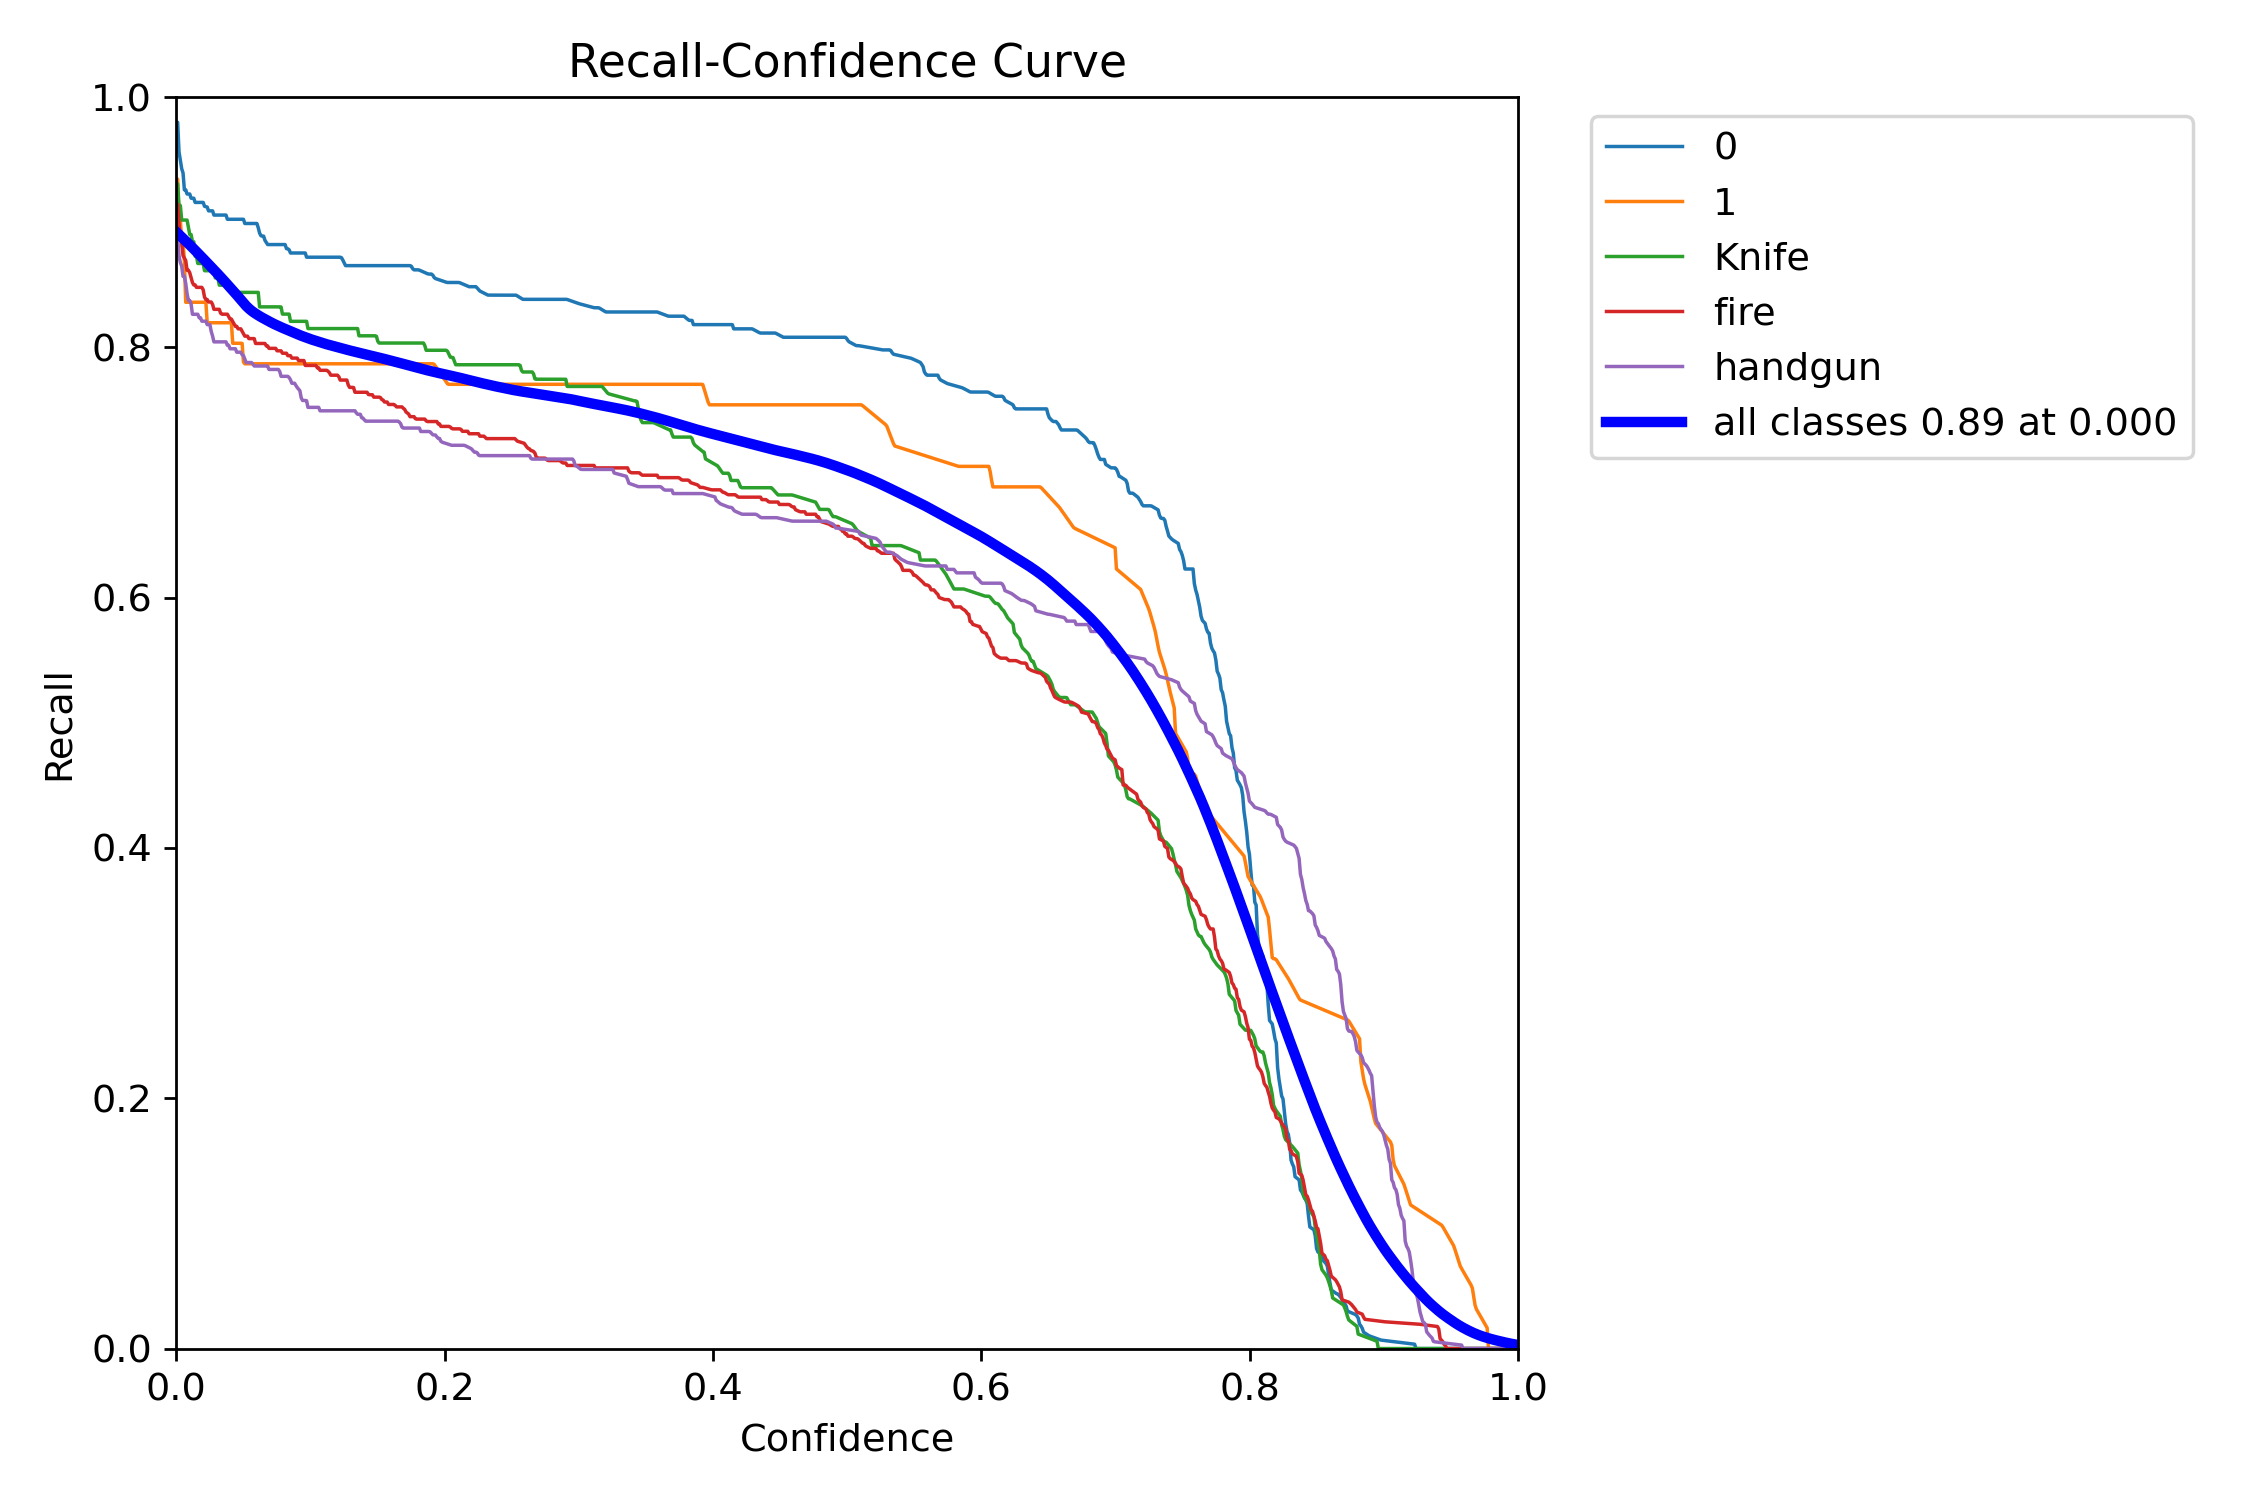 Recall-Confidence Curve
1.0
0.8
0.6
0.4
0.2
0.0
Recall
0.0 0.2 0.4 0.6 0.8 1.0
Confidence
0
1
Knife
fire
handgun
all classes 0.89 at 0.000